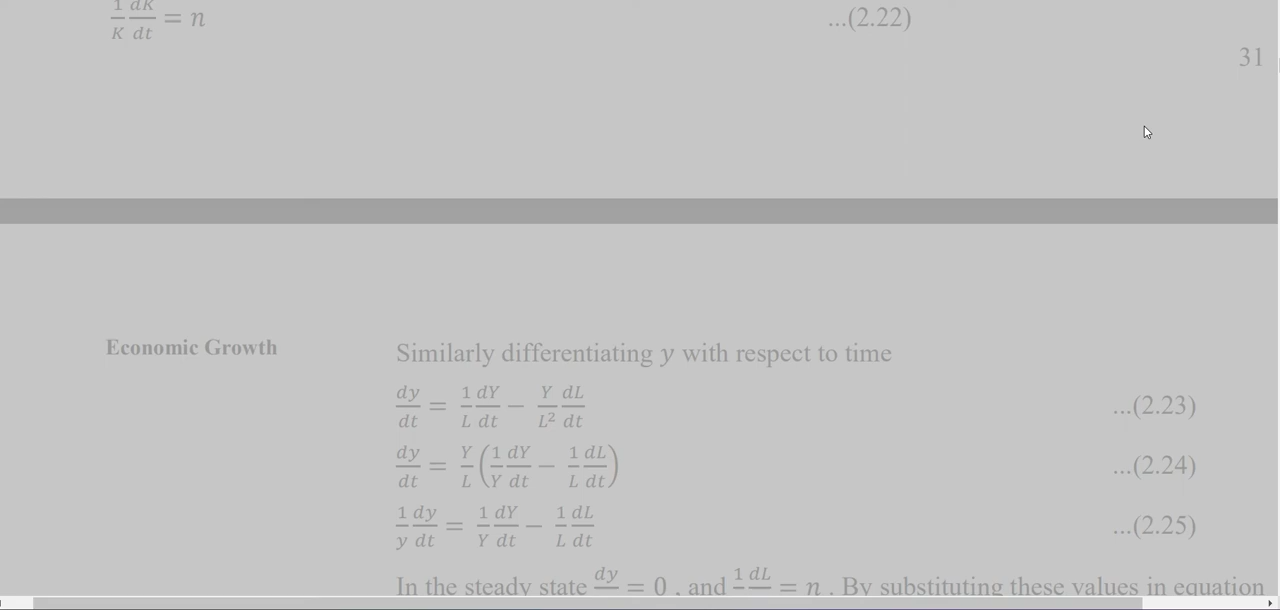 1/K dK/dt = n ...(2.22)
31
Economic Growth
Similarly differentiating y with respect to time
dy/dt = 1/L dY/dt − Y/L² dL/dt ...(2.23)
dy/dt = Y/L (1/Y dY/dt − 1/L dL/dt) ...(2.24)
1/y dy/dt = 1/Y dY/dt − 1/L dL/dt ...(2.25)
In the steady state dy/ = 0 , and 1 dL/ = n . By substituting these values in equation